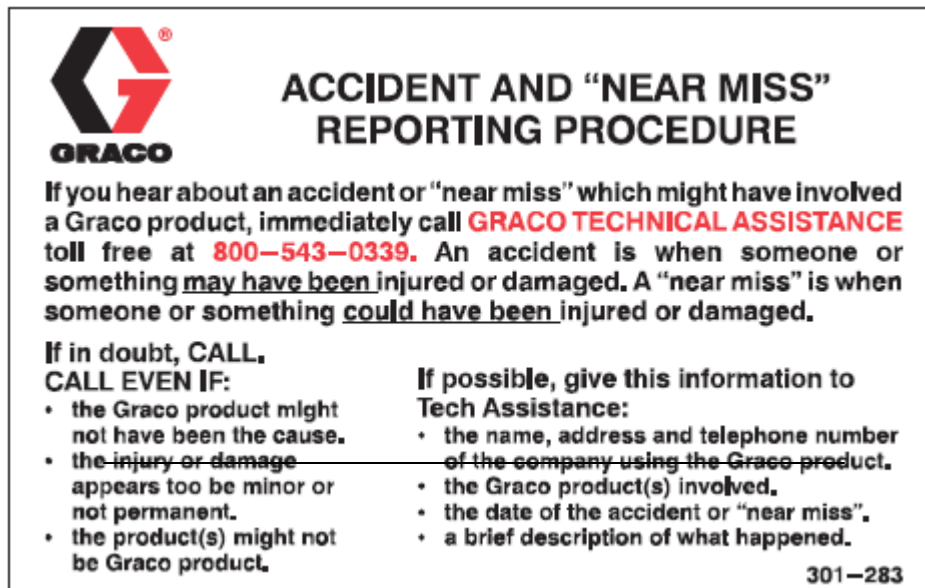 ®
GRACO
ACCIDENT AND “NEAR MISS”
REPORTING PROCEDURE
If you hear about an accident or “near miss” which might have involved
a Graco product, immediately call GRACO TECHNICAL ASSISTANCE
toll free at 800–543–0339. An accident is when someone or
something may have been injured or damaged. A “near miss” is when
someone or something could have been injured or damaged.
If in doubt, CALL.
CALL EVEN IF:
• the Graco product might
not have been the cause.
• the injury or damage
appears too be minor or
not permanent.
• the product(s) might not
be Graco product.
If possible, give this information to
Tech Assistance:
• the name, address and telephone number
of the company using the Graco product.
• the Graco product(s) involved.
• the date of the accident or “near miss”.
• a brief description of what happened.
301–283